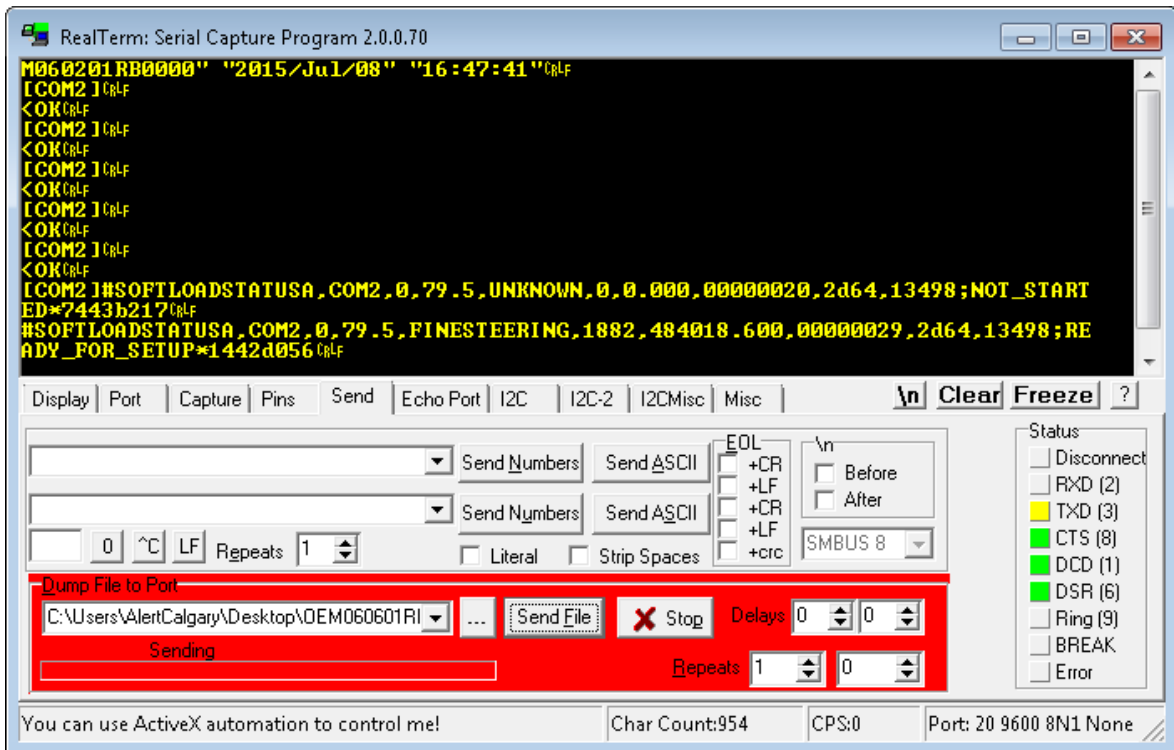 RealTerm: Serial Capture Program 2.0.0.70
M060201RB0000" "2015/Jul/08" "16:47:41"CRLF
[COM2]CRLF
<OKCRLF
[COM2]CRLF
<OKCRLF
[COM2]CRLF
<OKCRLF
[COM2]CRLF
<OKCRLF
[COM2]CRLF
<OKCRLF
[COM2]#SOFTLOADSTATUSA,COM2,0,79.5,UNKNOWN,0,0.000,00000020,2d64,13498;NOT_START
ED*7443b217CRLF
#SOFTLOADSTATUSA,COM2,0,79.5,FINESTEERING,1882,484018.600,00000029,2d64,13498;RE
ADY_FOR_SETUP*1442d056CRLF
Display Port Capture Pins Send Echo Port I2C I2C-2 I2CMisc Misc \n Clear Freeze ?
EOL \n Status
Send Numbers Send ASCII +CR Before Disconnect
+LF RXD (2)
Send Numbers Send ASCII +CR After TXD (3)
+LF CTS (8)
0 ^C LF Repeats 1 Literal Strip Spaces +crc SMBUS 8 DCD (1)
Dump File to Port DSR (6)
C:\Users\AlertCalgary\Desktop\OEM060601RI ... Send File Stop Delays 0 0 Ring (9)
Sending BREAK
Repeats 1 0 Error
You can use ActiveX automation to control me! Char Count:954 CPS:0 Port: 20 9600 8N1 None